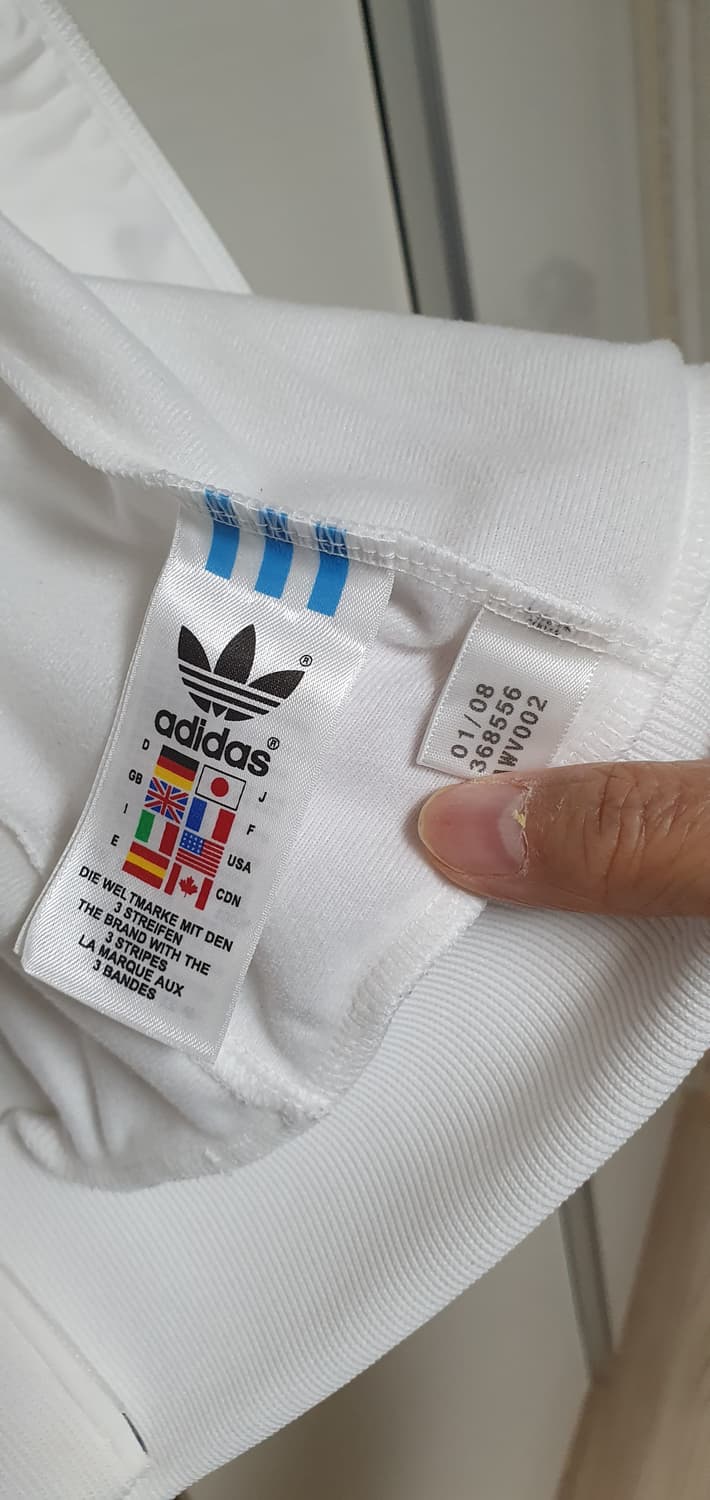 adidas®
D
J
GB
F
I
USA
E
CDN
DIE WELTMARKE MIT DEN
3 STREIFEN
THE BRAND WITH THE
3 STRIPES
LA MARQUE AUX
3 BANDES
01/08
368556